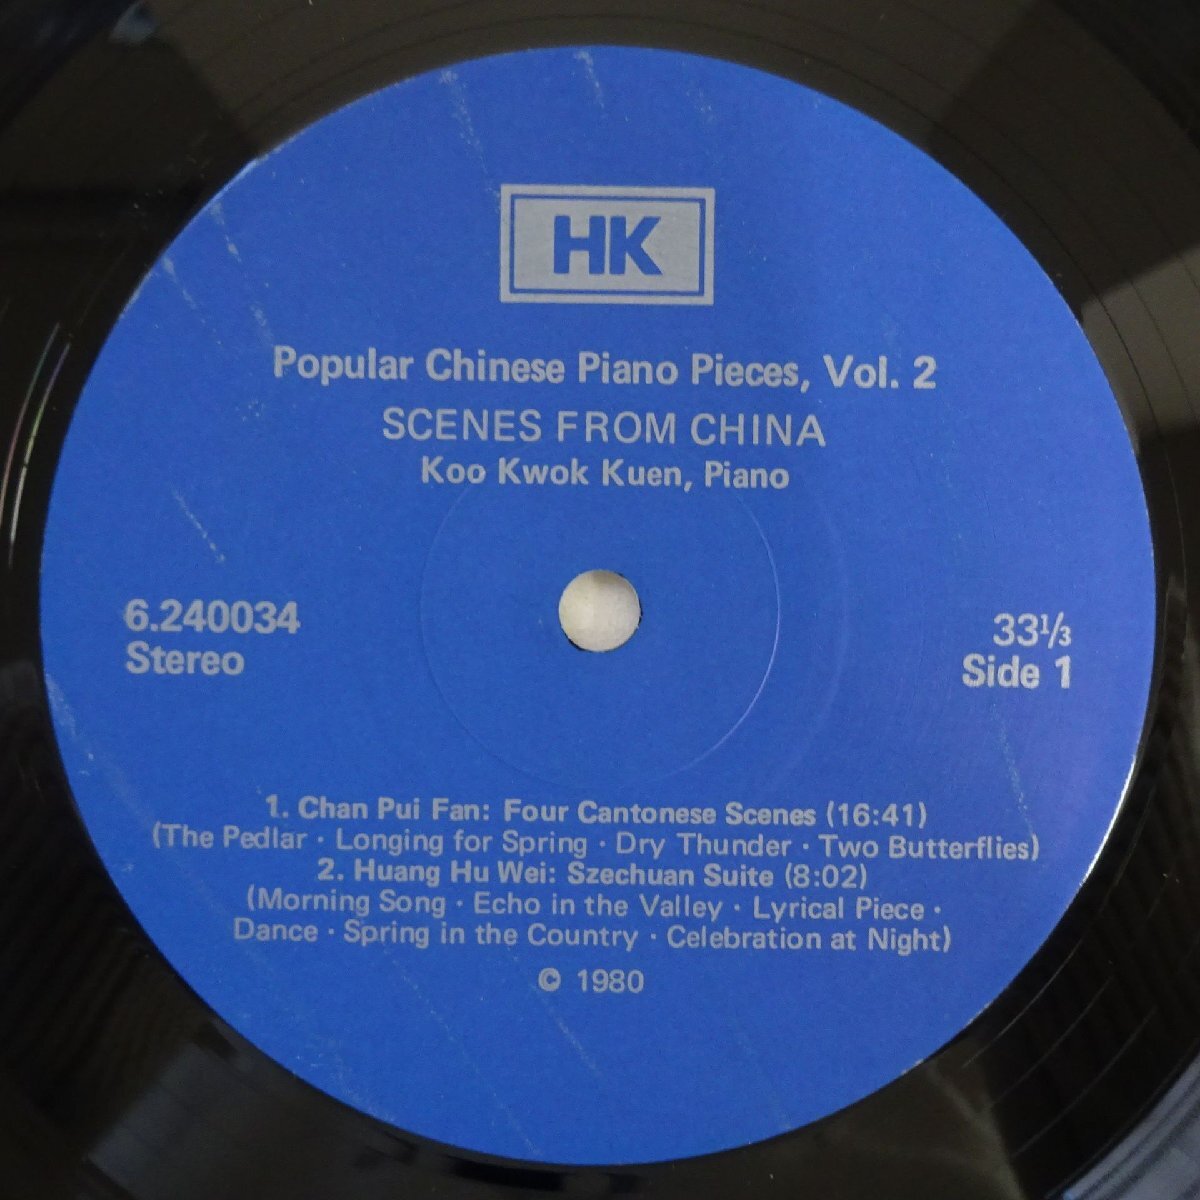 HK
Popular Chinese Piano Pieces, Vol. 2
SCENES FROM CHINA
Koo Kwok Kuen, Piano
6.240034
Stereo
33⅓
Side 1
1. Chan Pui Fan: Four Cantonese Scenes (16:41)
(The Pedlar · Longing for Spring · Dry Thunder · Two Butterflies)
2. Huang Hu Wei: Szechuan Suite (8:02)
(Morning Song · Echo in the Valley · Lyrical Piece ·
Dance · Spring in the Country · Celebration at Night)
© 1980